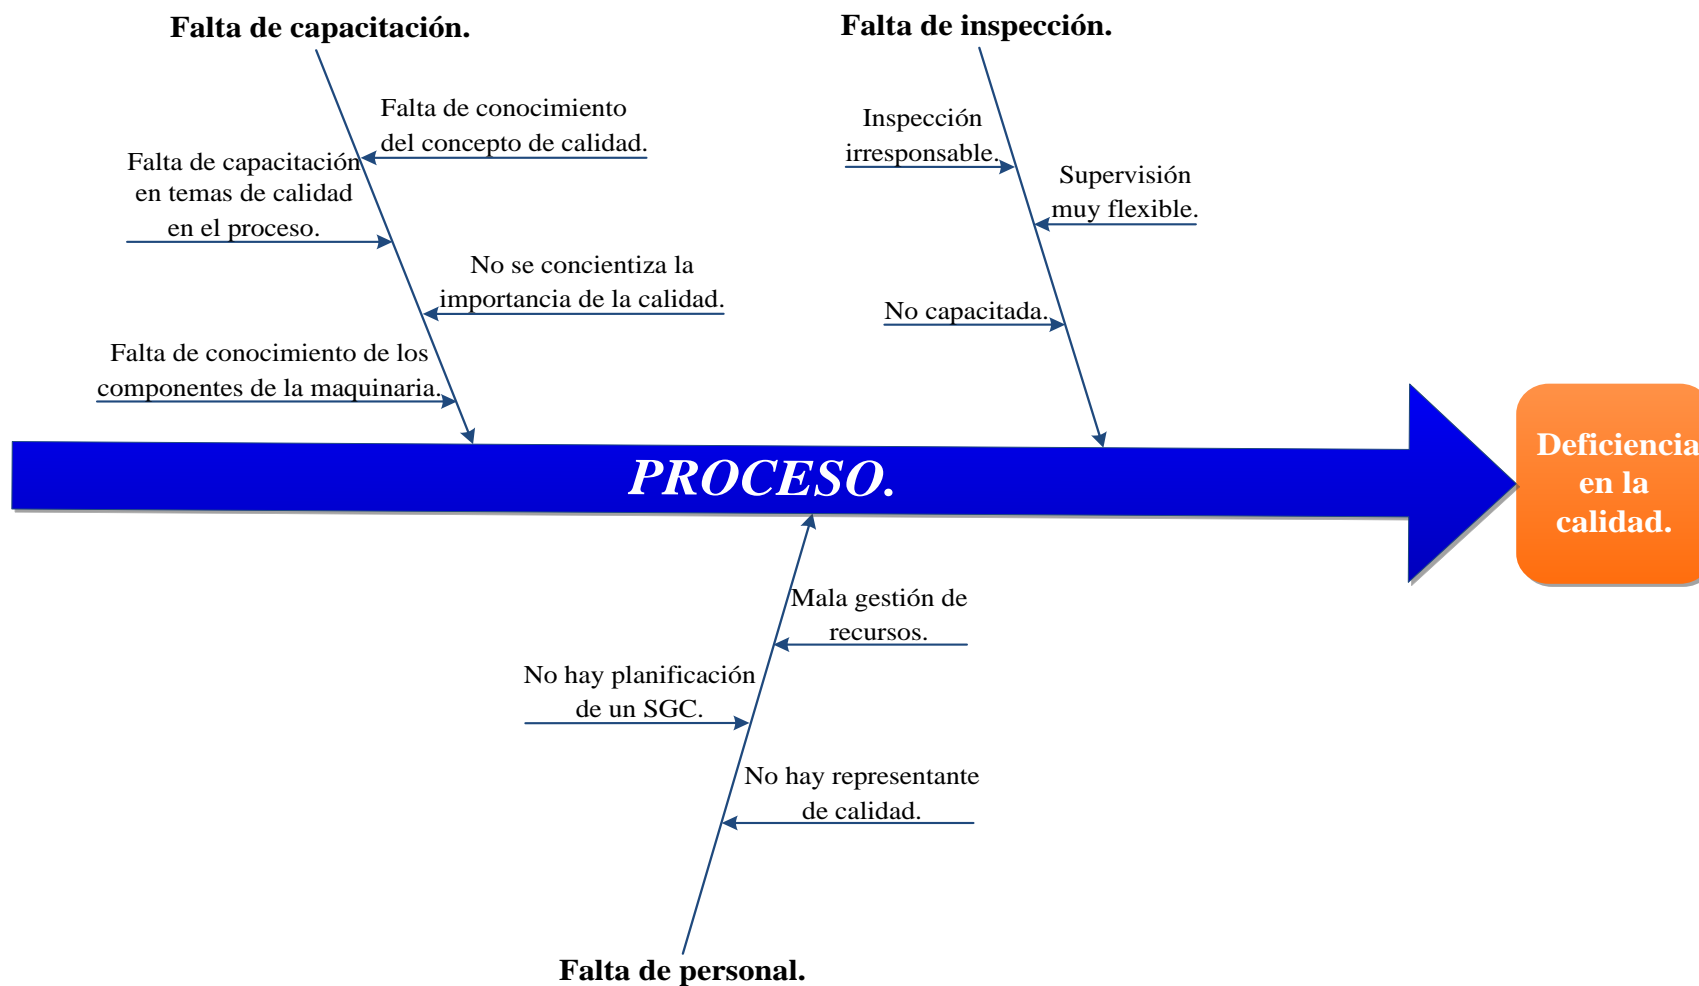 Falta de capacitación.
Falta de inspección.
Falta de conocimiento
del concepto de calidad.
Falta de capacitación
en temas de calidad
en el proceso.
No se concientiza la
importancia de la calidad.
Falta de conocimiento de los
componentes de la maquinaria.
Inspección
irresponsable.
Supervisión
muy flexible.
No capacitada.
PROCESO.
Deficiencia
en la
calidad.
Mala gestión de
recursos.
No hay planificación
de un SGC.
No hay representante
de calidad.
Falta de personal.